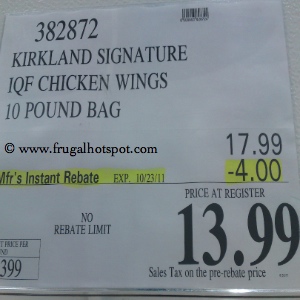 382872
KIRKLAND SIGNATURE
IQF CHICKEN WINGS
10 POUND BAG
© www.frugalhotspot.com
17.99
Mfr's Instant Rebate EXP. 10/23/11 -4.00
PRICE AT REGISTER
NO
REBATE LIMIT
13.99
PRICE PER
399
Sales Tax on the pre-rebate price